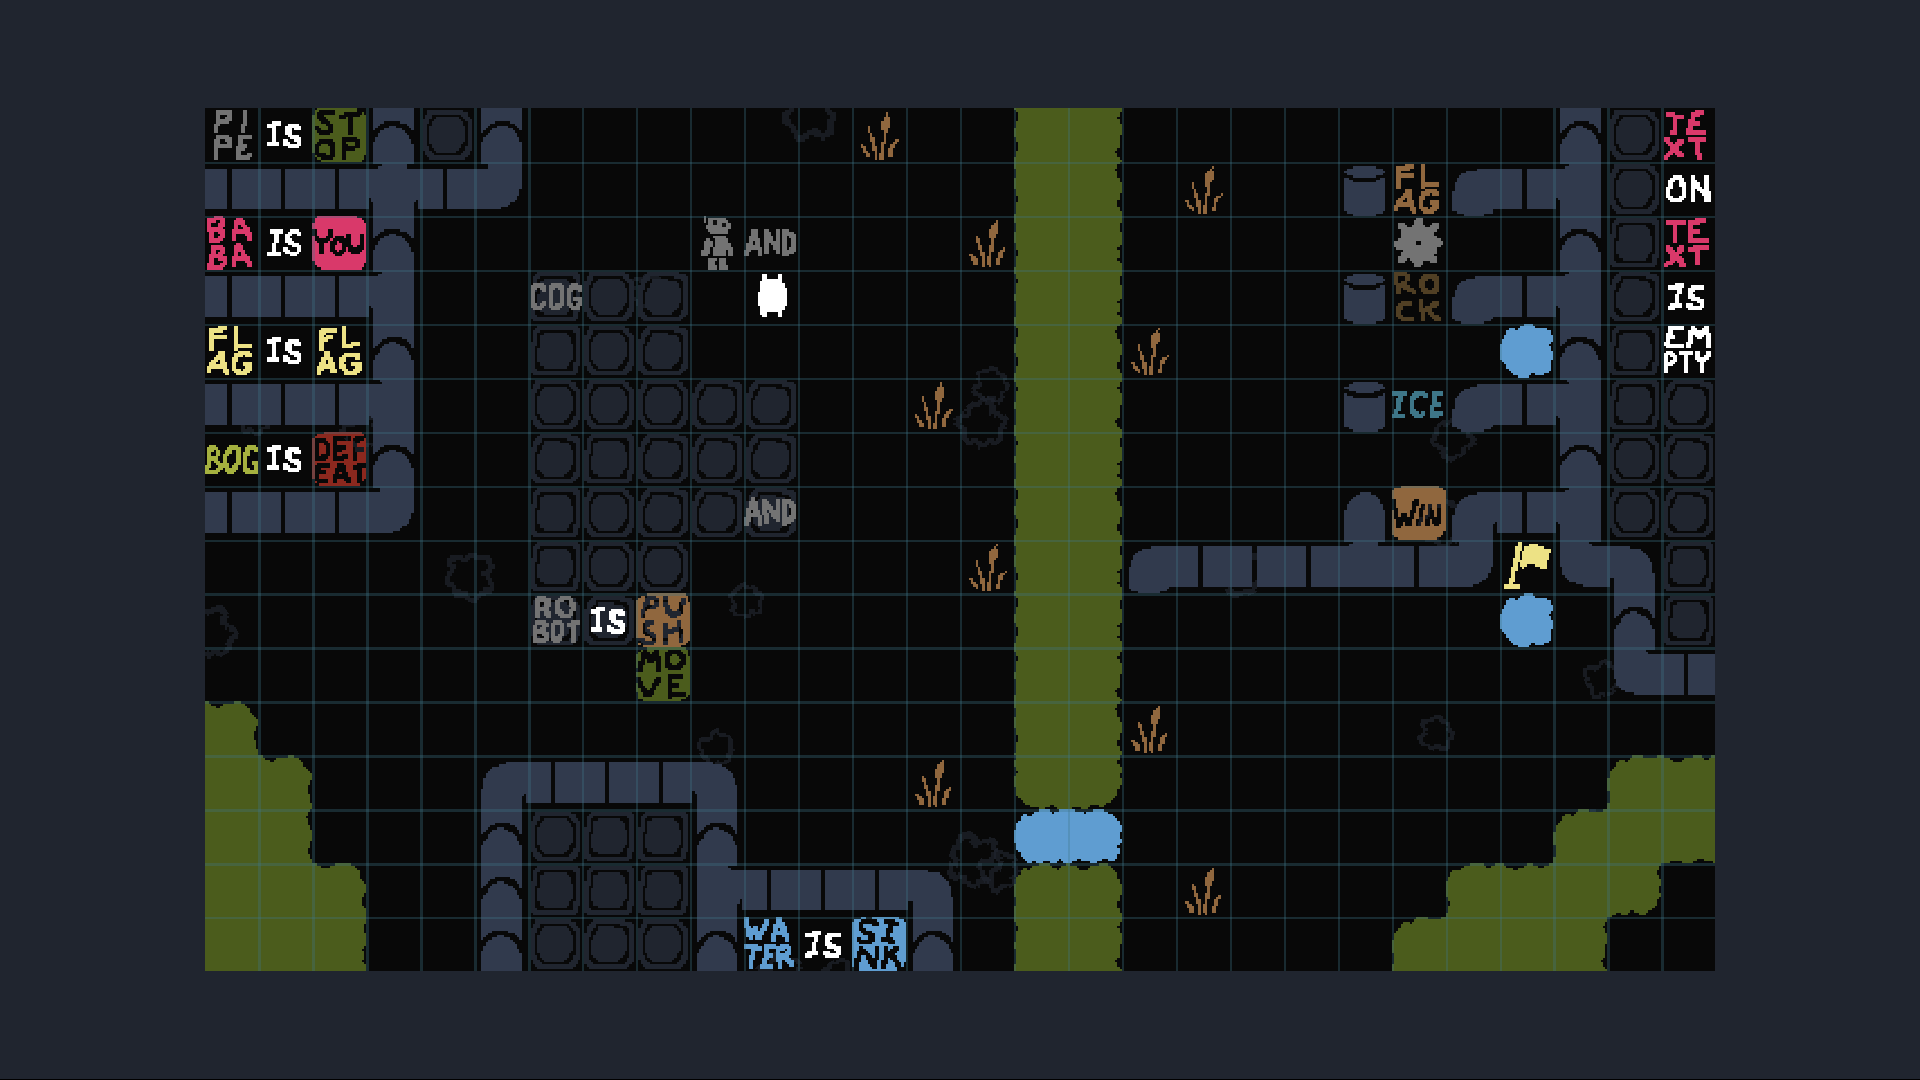 PIPE IS STOP
TEXT
FLAG
ON
BABA IS YOU
AND
TEXT
COG
ROCK
IS
FLAG IS FLAG
EMPTY
ICE
BOG IS DEFEAT
AND
WIN
ROBOT IS PUSH
MOVE
WATER IS SINK